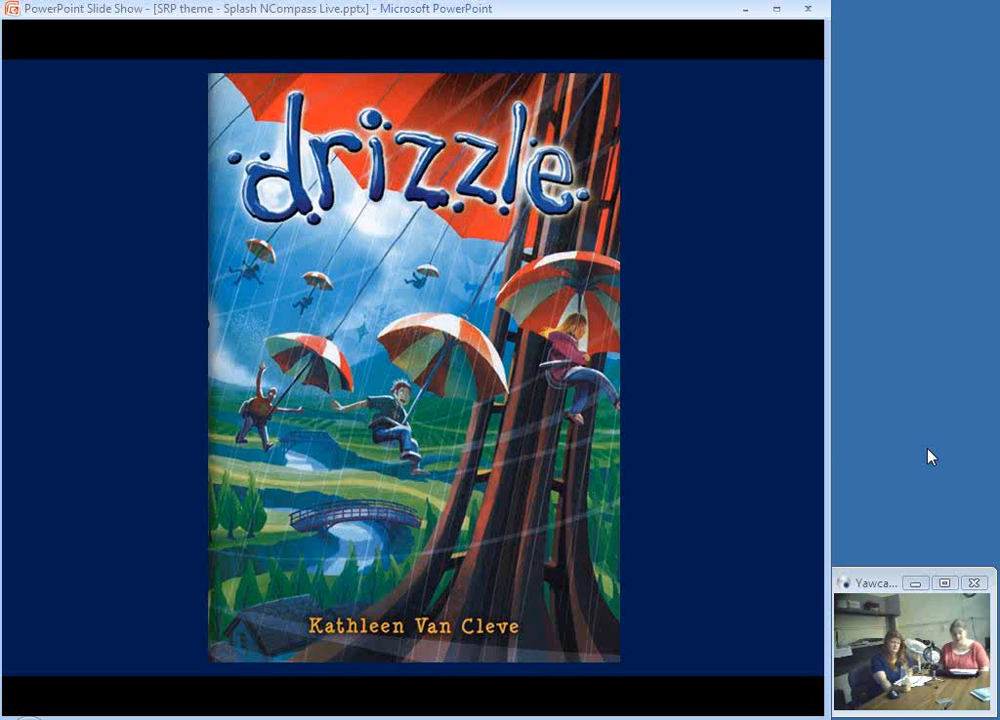 PowerPoint Slide Show - [SRP theme - Splash NCompass Live.pptx] - Microsoft PowerPoint
drizzle
Kathleen Van Cleve
Yawca...